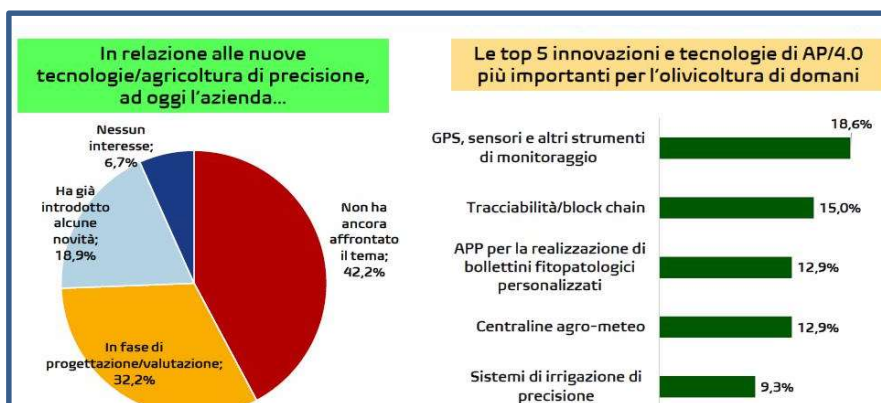 In relazione alle nuove
tecnologie/agricoltura di precisione,
ad oggi l'azienda...
Nessun
interesse;
6,7%
Ha già
introdotto
alcune
novità;
18,9%
Non ha
ancora
affrontato
il tema;
42,2%
In fase di
progettazione/valutazione;
32,2%
Le top 5 innovazioni e tecnologie di AP/4.0
più importanti per l'olivicoltura di domani
GPS, sensori e altri strumenti
di monitoraggio
18,6%
Tracciabilità/block chain
15,0%
APP per la realizzazione di
bollettini fitopatologici
personalizzati
12,9%
Centraline agro-meteo
12,9%
Sistemi di irrigazione di
precisione
9,3%